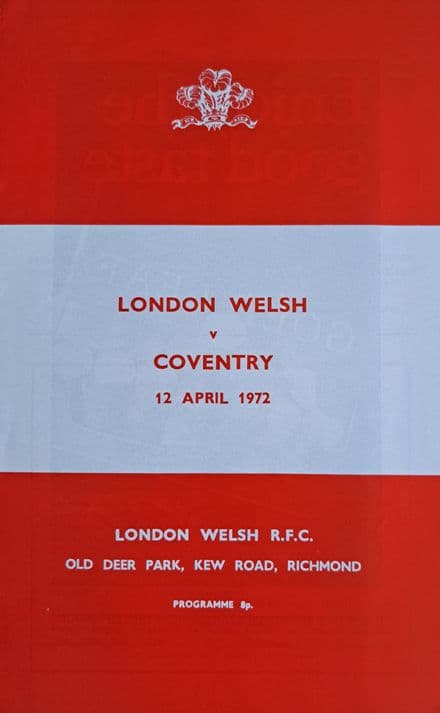 LONDON WELSH
v
COVENTRY
12 APRIL 1972
LONDON WELSH R.F.C.
OLD DEER PARK, KEW ROAD, RICHMOND
PROGRAMME 8p.